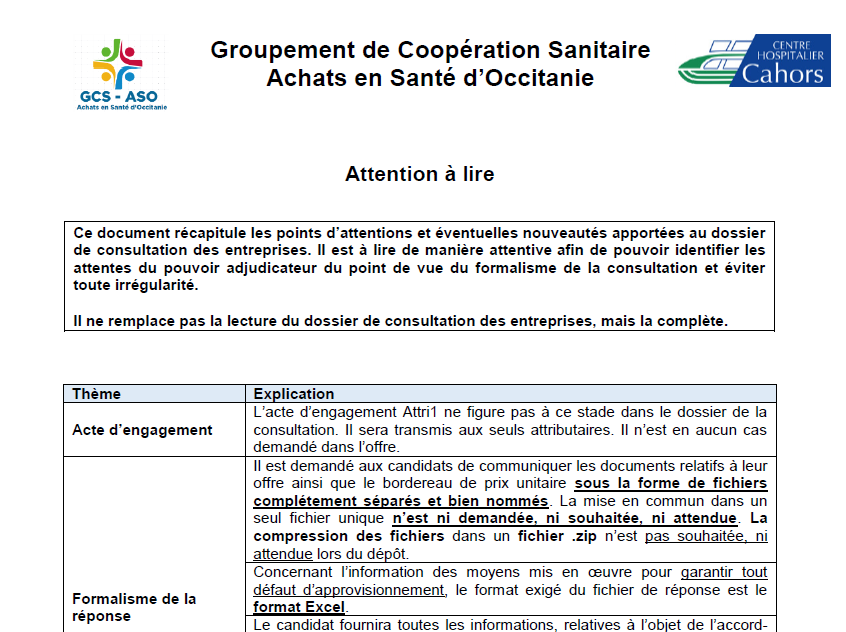 GCS - ASO
Achats en Santé d'Occitanie
Groupement de Coopération Sanitaire
Achats en Santé d'Occitanie
CENTRE
HOSPITALIER
Cahors
Attention à lire
Ce document récapitule les points d'attentions et éventuelles nouveautés apportées au dossier
de consultation des entreprises. Il est à lire de manière attentive afin de pouvoir identifier les
attentes du pouvoir adjudicateur du point de vue du formalisme de la consultation et éviter
toute irrégularité.
Il ne remplace pas la lecture du dossier de consultation des entreprises, mais la complète.
Thème
Explication
Acte d'engagement
L'acte d'engagement Attri1 ne figure pas à ce stade dans le dossier de la
consultation. Il sera transmis aux seuls attributaires. Il n'est en aucun cas
demandé dans l'offre.
Formalisme de la
réponse
Il est demandé aux candidats de communiquer les documents relatifs à leur
offre ainsi que le bordereau de prix unitaire sous la forme de fichiers
complétement séparés et bien nommés. La mise en commun dans un
seul fichier unique n'est ni demandée, ni souhaitée, ni attendue. La
compression des fichiers dans un fichier .zip n'est pas souhaitée, ni
attendue lors du dépôt.
Concernant l'information des moyens mis en œuvre pour garantir tout
défaut d'approvisionnement, le format exigé du fichier de réponse est le
format Excel.
Le candidat fournira toutes les informations, relatives à l'objet de l'accord-